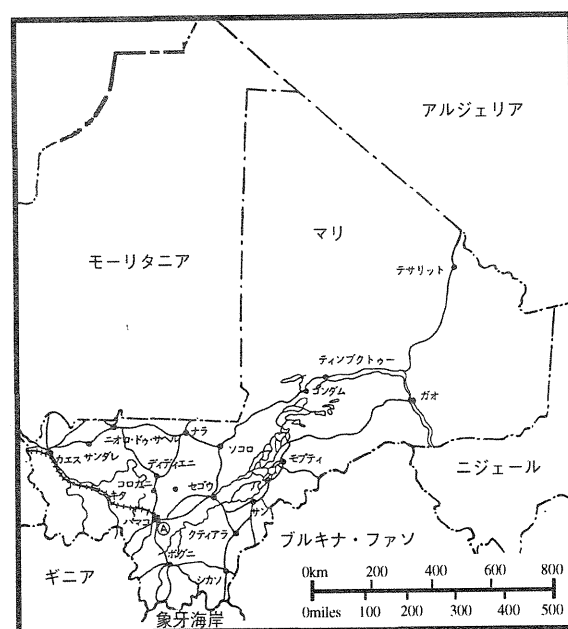 アルジェリア
マリ
モーリタニア
テサリット
ティンブクトゥー
ゴンダム
ガオ
ニオロ・ドゥ・サヘル
ナラ
ソコロ
カエス
サンダレ
ディディエニ
モプティ
ニジェール
コロカニ
セゴウ
キタ
サン
バマコ
A
クティアラ
ブルキナ・ファソ
ボグニ
ギニア
シカソ
象牙海岸
0km 200 400 600 800
0miles 100 200 300 400 500